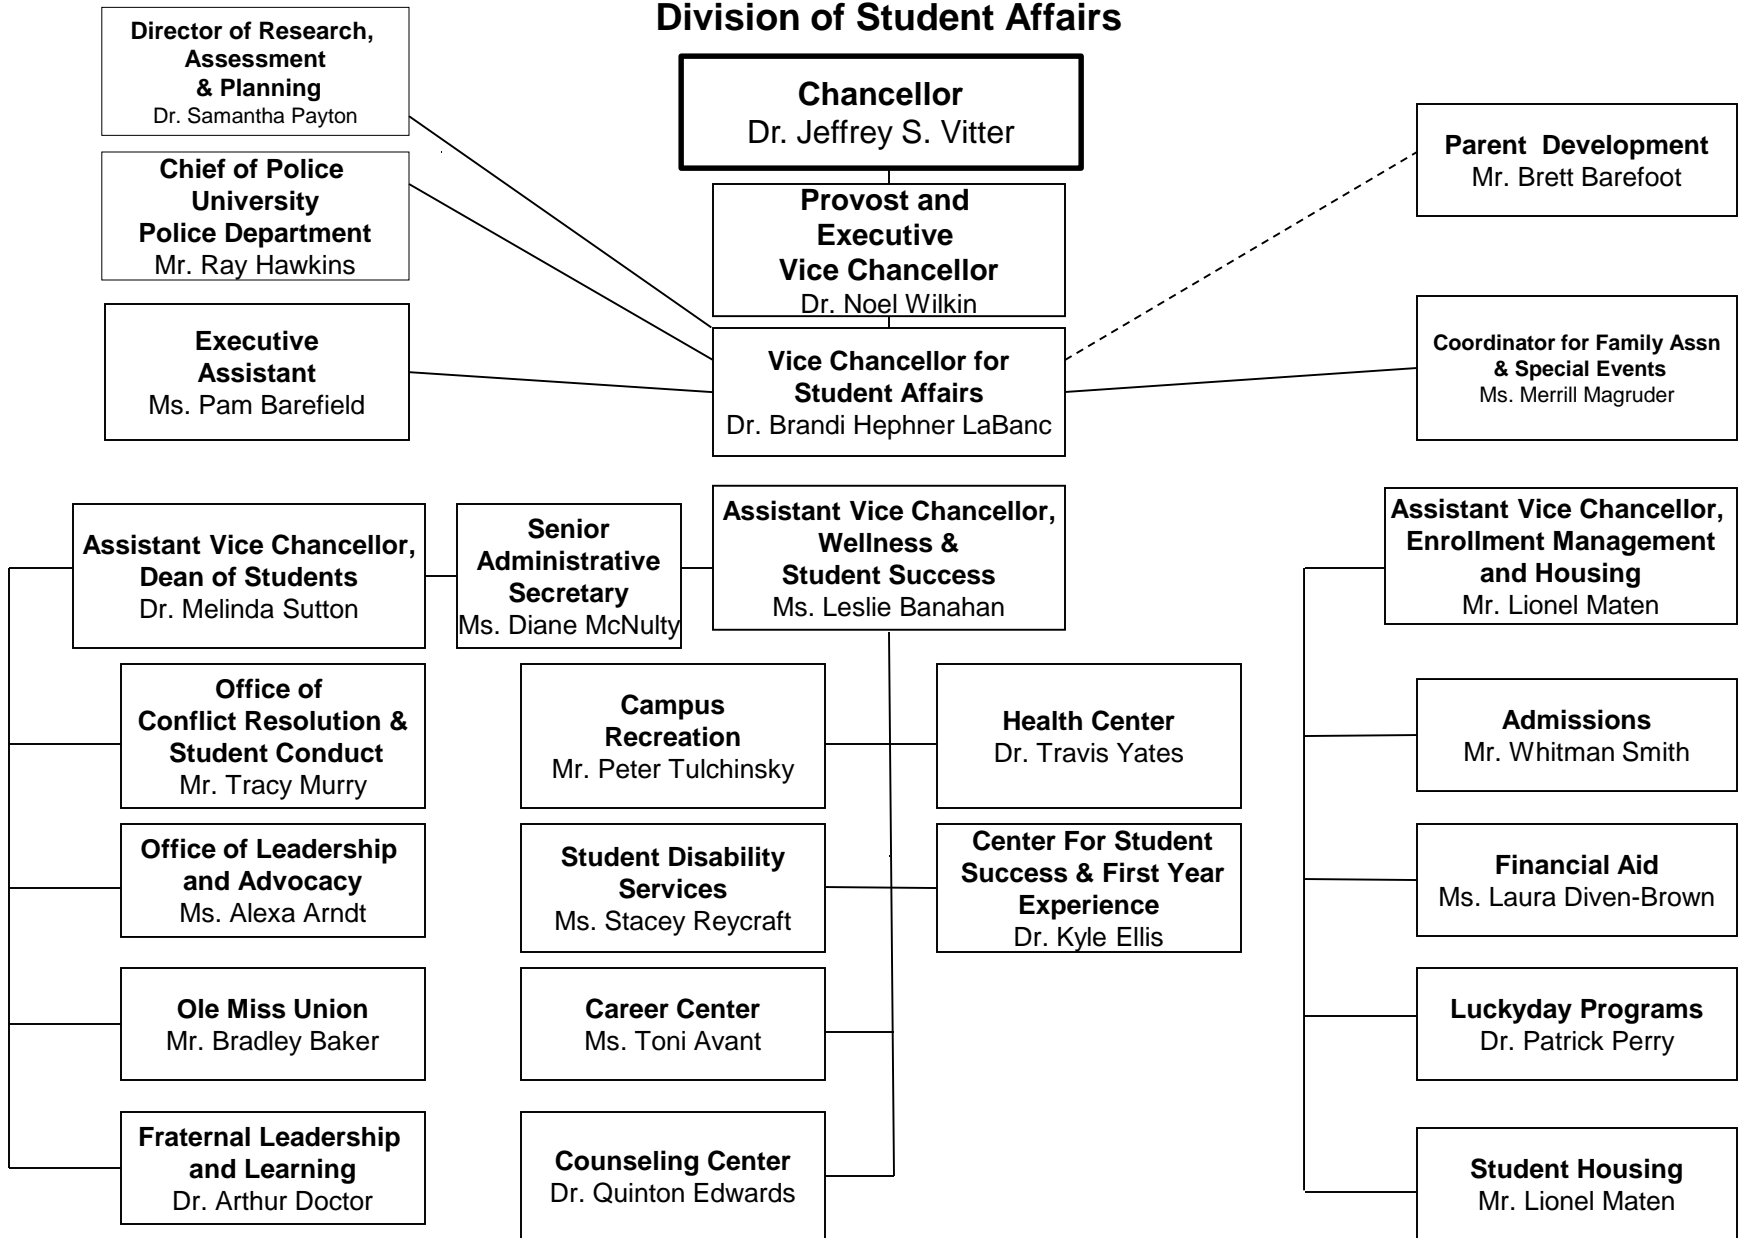 Division of Student Affairs
Director of Research,
Assessment
& Planning
Dr. Samantha Payton
Chancellor
Dr. Jeffrey S. Vitter
Parent  Development
Mr. Brett Barefoot
Chief of Police
University
Police Department
Mr. Ray Hawkins
Provost and
Executive
Vice Chancellor
Dr. Noel Wilkin
Executive
Assistant
Ms. Pam Barefield
Vice Chancellor for
Student Affairs
Dr. Brandi Hephner LaBanc
Coordinator for Family Assn
& Special Events
Ms. Merrill Magruder
Assistant Vice Chancellor,
Dean of Students
Dr. Melinda Sutton
Senior
Administrative
Secretary
Ms. Diane McNulty
Assistant Vice Chancellor,
Wellness &
Student Success
Ms. Leslie Banahan
Assistant Vice Chancellor,
Enrollment Management
and Housing
Mr. Lionel Maten
Office of
Conflict Resolution &
Student Conduct
Mr. Tracy Murry
Campus
Recreation
Mr. Peter Tulchinsky
Health Center
Dr. Travis Yates
Admissions
Mr. Whitman Smith
Office of Leadership
and Advocacy
Ms. Alexa Arndt
Student Disability
Services
Ms. Stacey Reycraft
Center For Student
Success & First Year
Experience
Dr. Kyle Ellis
Financial Aid
Ms. Laura Diven-Brown
Ole Miss Union
Mr. Bradley Baker
Career Center
Ms. Toni Avant
Luckyday Programs
Dr. Patrick Perry
Fraternal Leadership
and Learning
Dr. Arthur Doctor
Counseling Center
Dr. Quinton Edwards
Student Housing
Mr. Lionel Maten